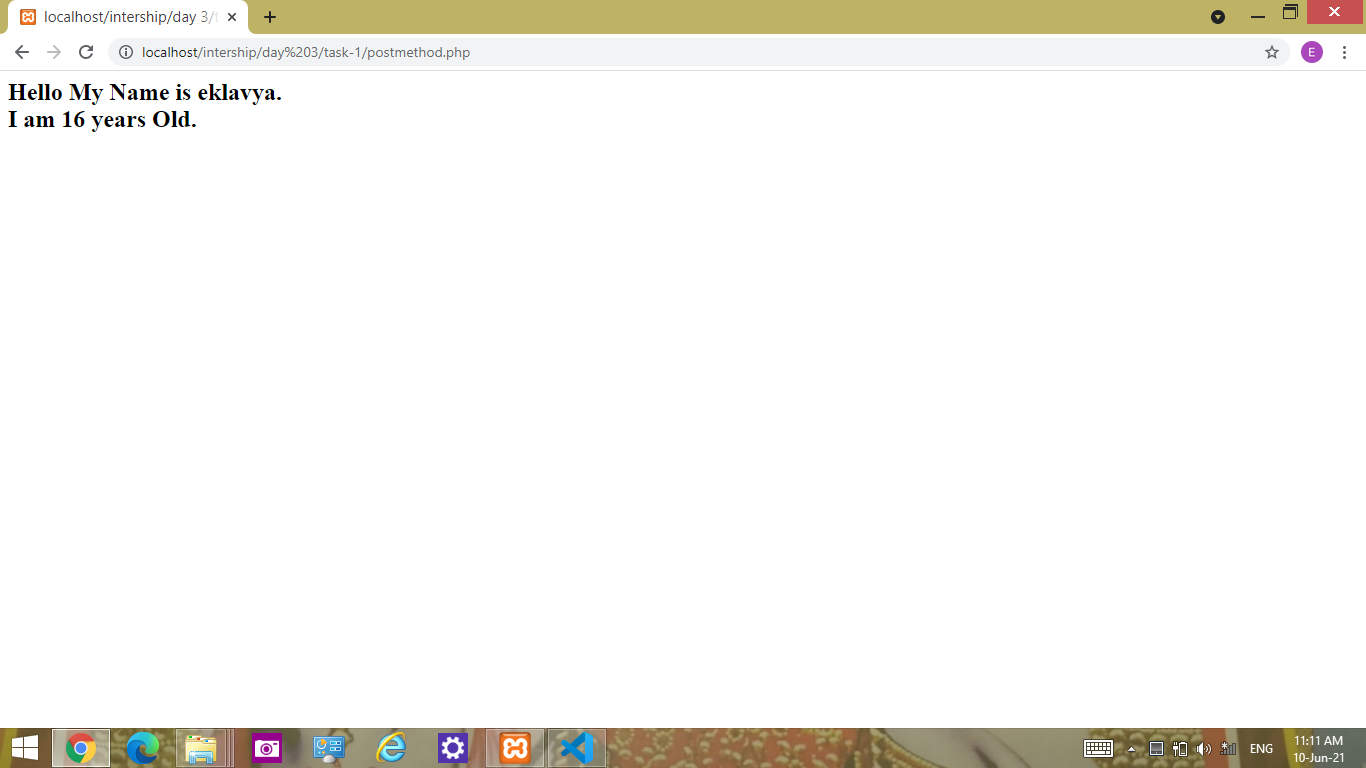 localhost/intership/day 3/
localhost/intership/day%203/task-1/postmethod.php
E
Hello My Name is eklavya.
I am 16 years Old.
ENG
11:11 AM
10-Jun-21